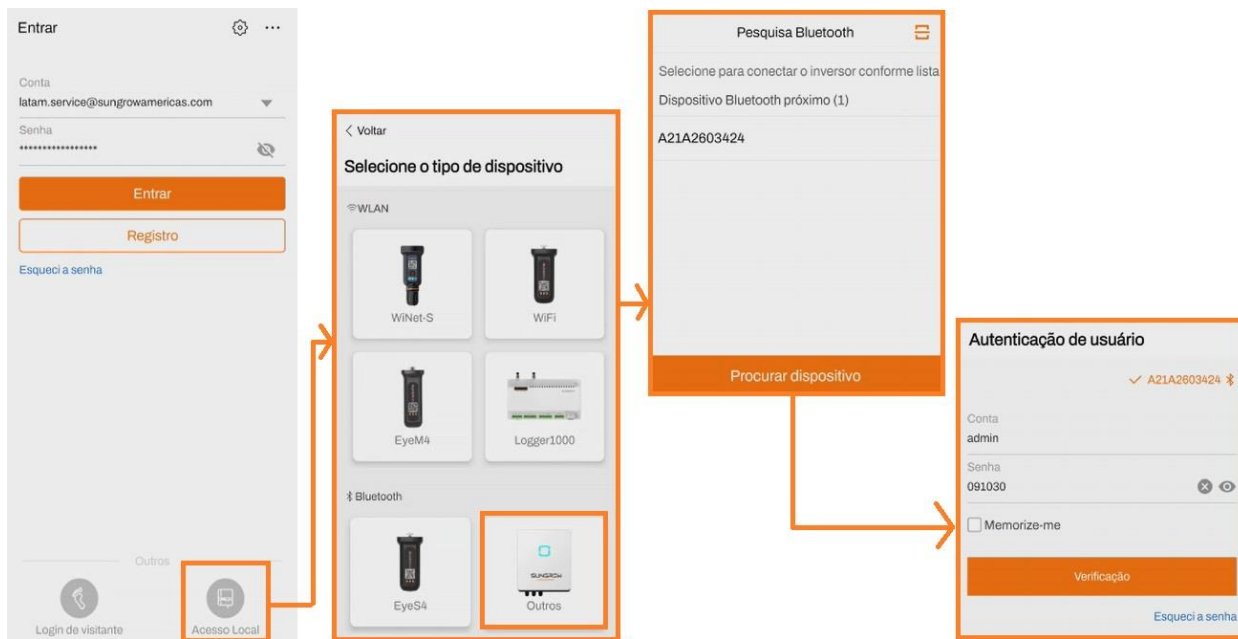 Entrar
Conta
latam.service@sungrowamericas.com
Senha
•••••••••••••••••
Entrar
Registro
Esqueci a senha
Outros
Login de visitante
Acesso Local
Voltar
Selecione o tipo de dispositivo
WLAN
WiNet-S
WiFi
EyeM4
Logger1000
Bluetooth
EyeS4
SUNGROW
Outros
Pesquisa Bluetooth
Selecione para conectar o inversor conforme lista
Dispositivo Bluetooth próximo (1)
A21A2603424
Procurar dispositivo
Autenticação de usuário
A21A2603424
Conta
admin
Senha
091030
Memorize-me
Verificação
Esqueci a senha